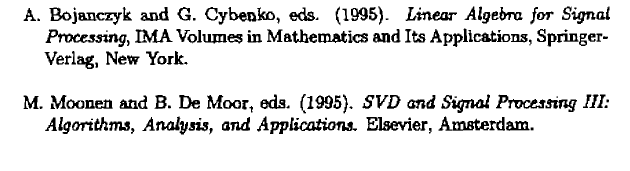 A. Bojanczyk and G. Cybenko, eds. (1995). Linear Algebra for Signal
Processing, IMA Volumes in Mathematics and Its Applications, Springer-
Verlag, New York.
M. Moonen and B. De Moor, eds. (1995). SVD and Signal Processing III:
Algorithms, Analysis, and Applications. Elsevier, Amsterdam.